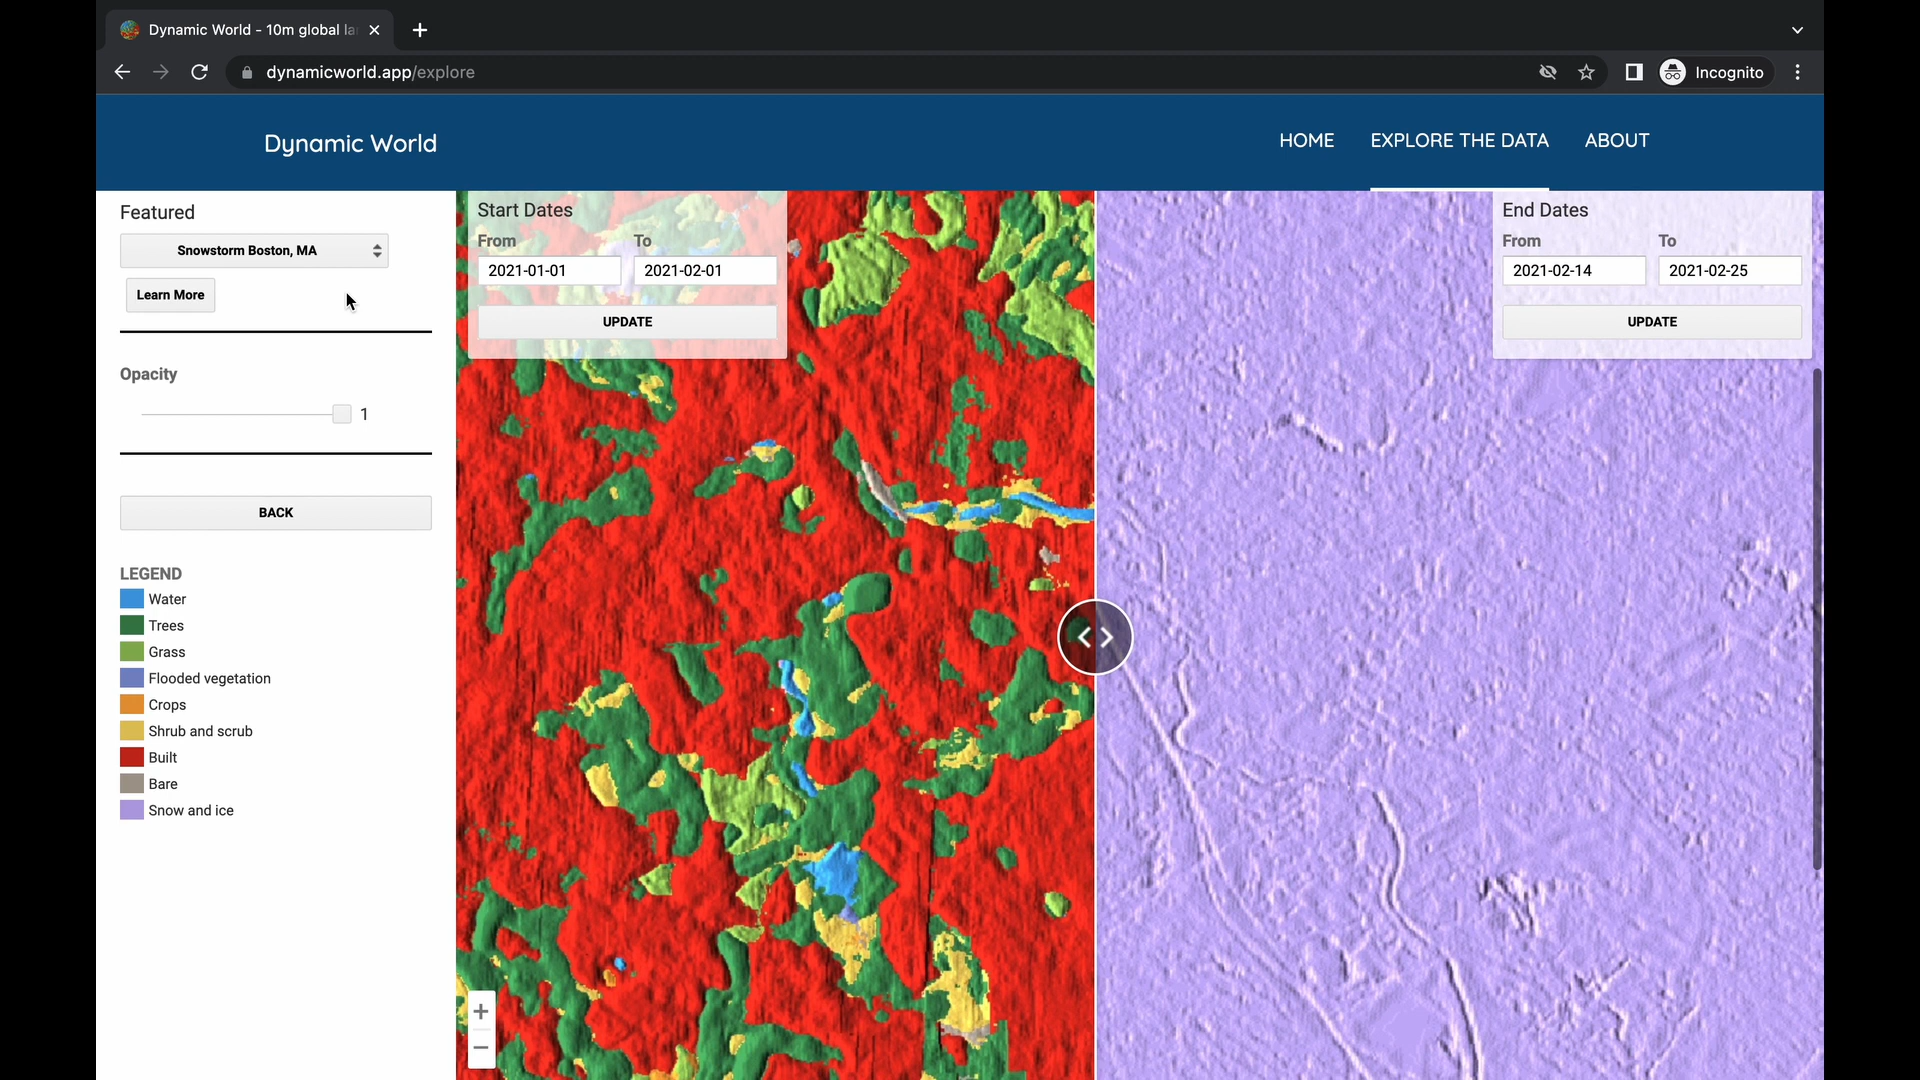 Dynamic World - 10m global la
dynamicworld.app/explore
Incognito
Dynamic World
HOME
EXPLORE THE DATA
ABOUT
Featured
Snowstorm Boston, MA
Learn More
Opacity
1
BACK
LEGEND
Water
Trees
Grass
Flooded vegetation
Crops
Shrub and scrub
Built
Bare
Snow and ice
Start Dates
From To
2021-01-01 2021-02-01
UPDATE
End Dates
From To
2021-02-14 2021-02-25
UPDATE
+
−